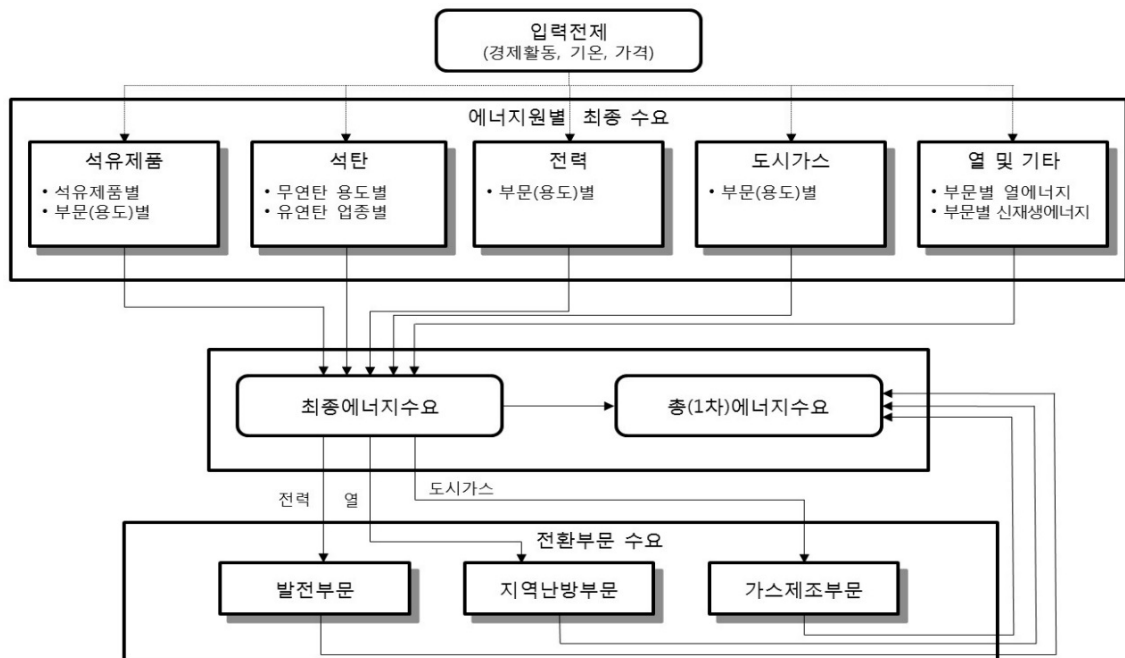 입력전제
(경제활동, 기온, 가격)
에너지원별 최종 수요
석유제품
• 석유제품별
• 부문(용도)별
석탄
• 무연탄 용도별
• 유연탄 업종별
전력
• 부문(용도)별
도시가스
• 부문(용도)별
열 및 기타
• 부문별 열에너지
• 부문별 신재생에너지
최종에너지수요
총(1차)에너지수요
전력
열
도시가스
전환부문 수요
발전부문
지역난방부문
가스제조부문